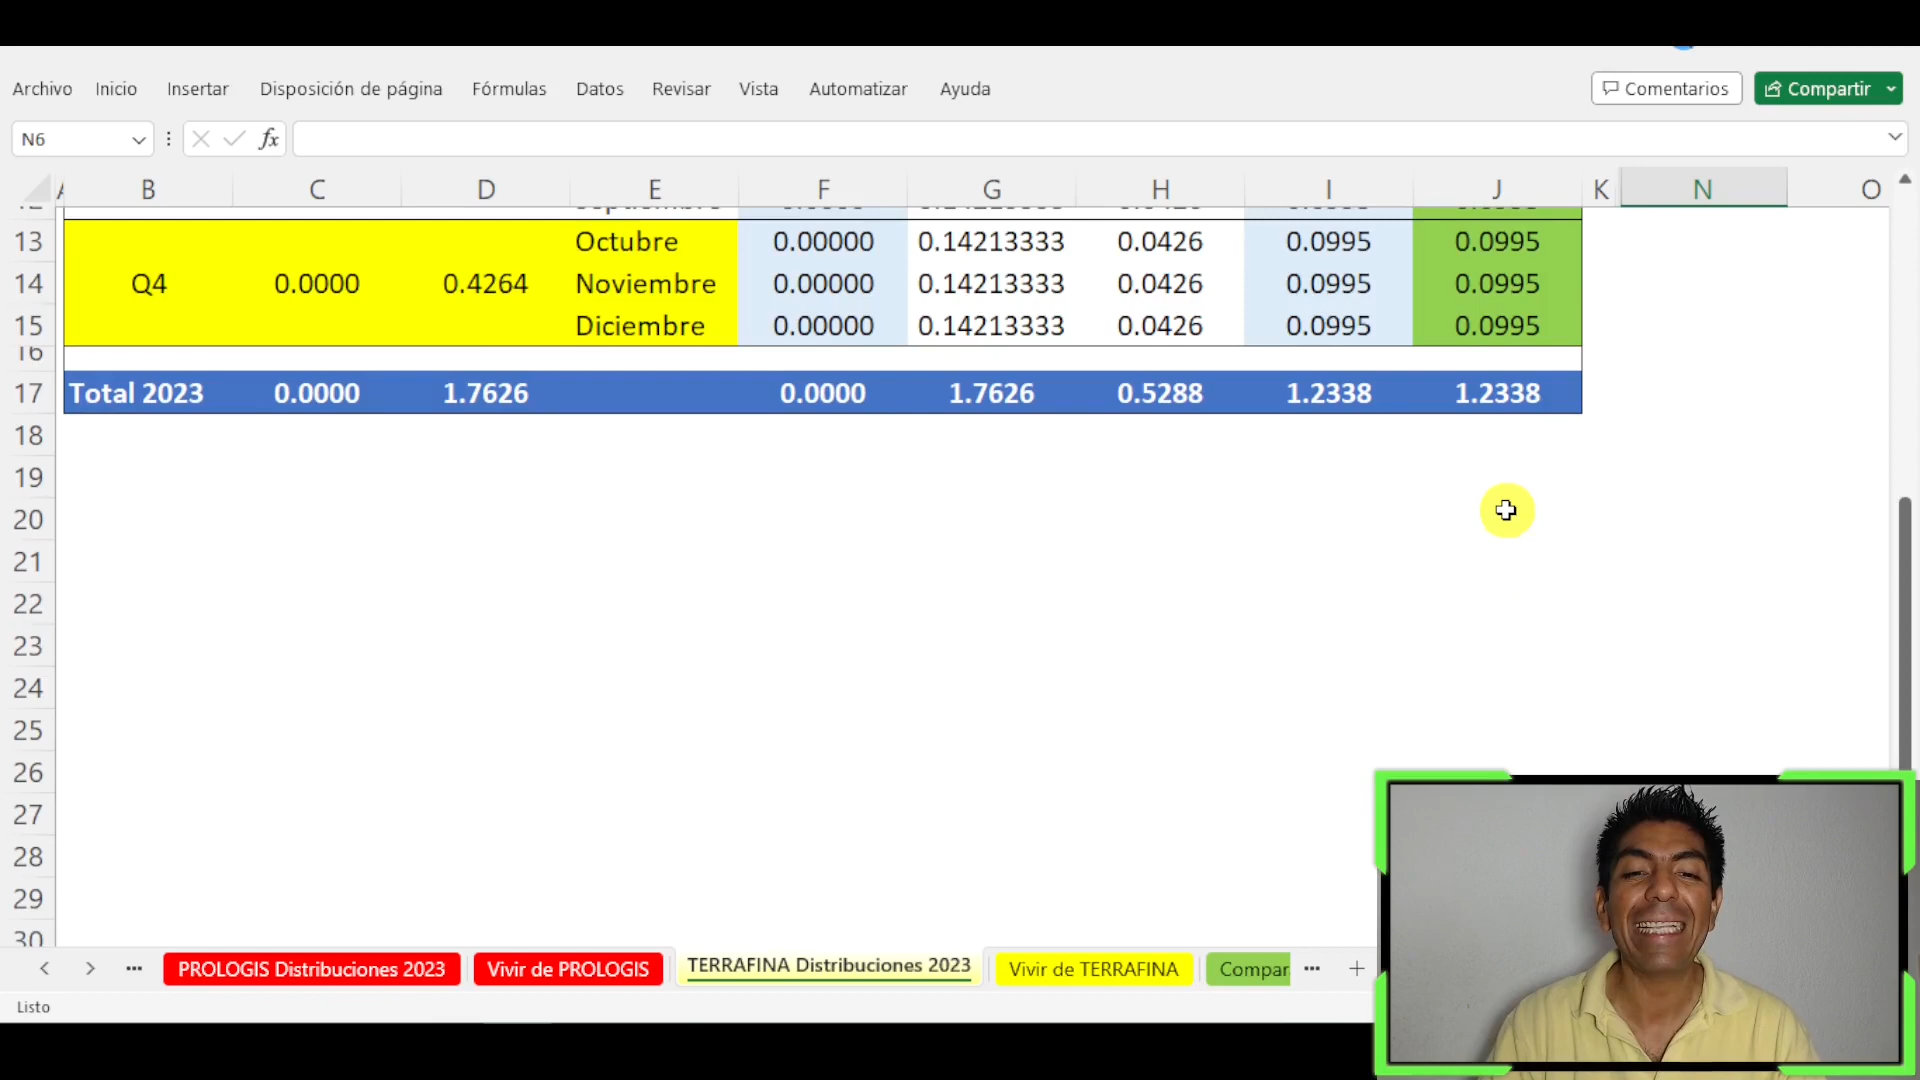 Archivo Inicio Insertar Disposición de página Fórmulas Datos Revisar Vista Automatizar Ayuda Comentarios Compartir
N6 fx
B C D E F G H I J K N O
13 Octubre 0.00000 0.14213333 0.0426 0.0995 0.0995
14 Q4 0.0000 0.4264 Noviembre 0.00000 0.14213333 0.0426 0.0995 0.0995
15 Diciembre 0.00000 0.14213333 0.0426 0.0995 0.0995
16
17 Total 2023 0.0000 1.7626 0.0000 1.7626 0.5288 1.2338 1.2338
18
19
20
21
22
23
24
25
26
27
28
29
30
PROLOGIS Distribuciones 2023 Vivir de PROLOGIS TERRAFINA Distribuciones 2023 Vivir de TERRAFINA Compar
Listo